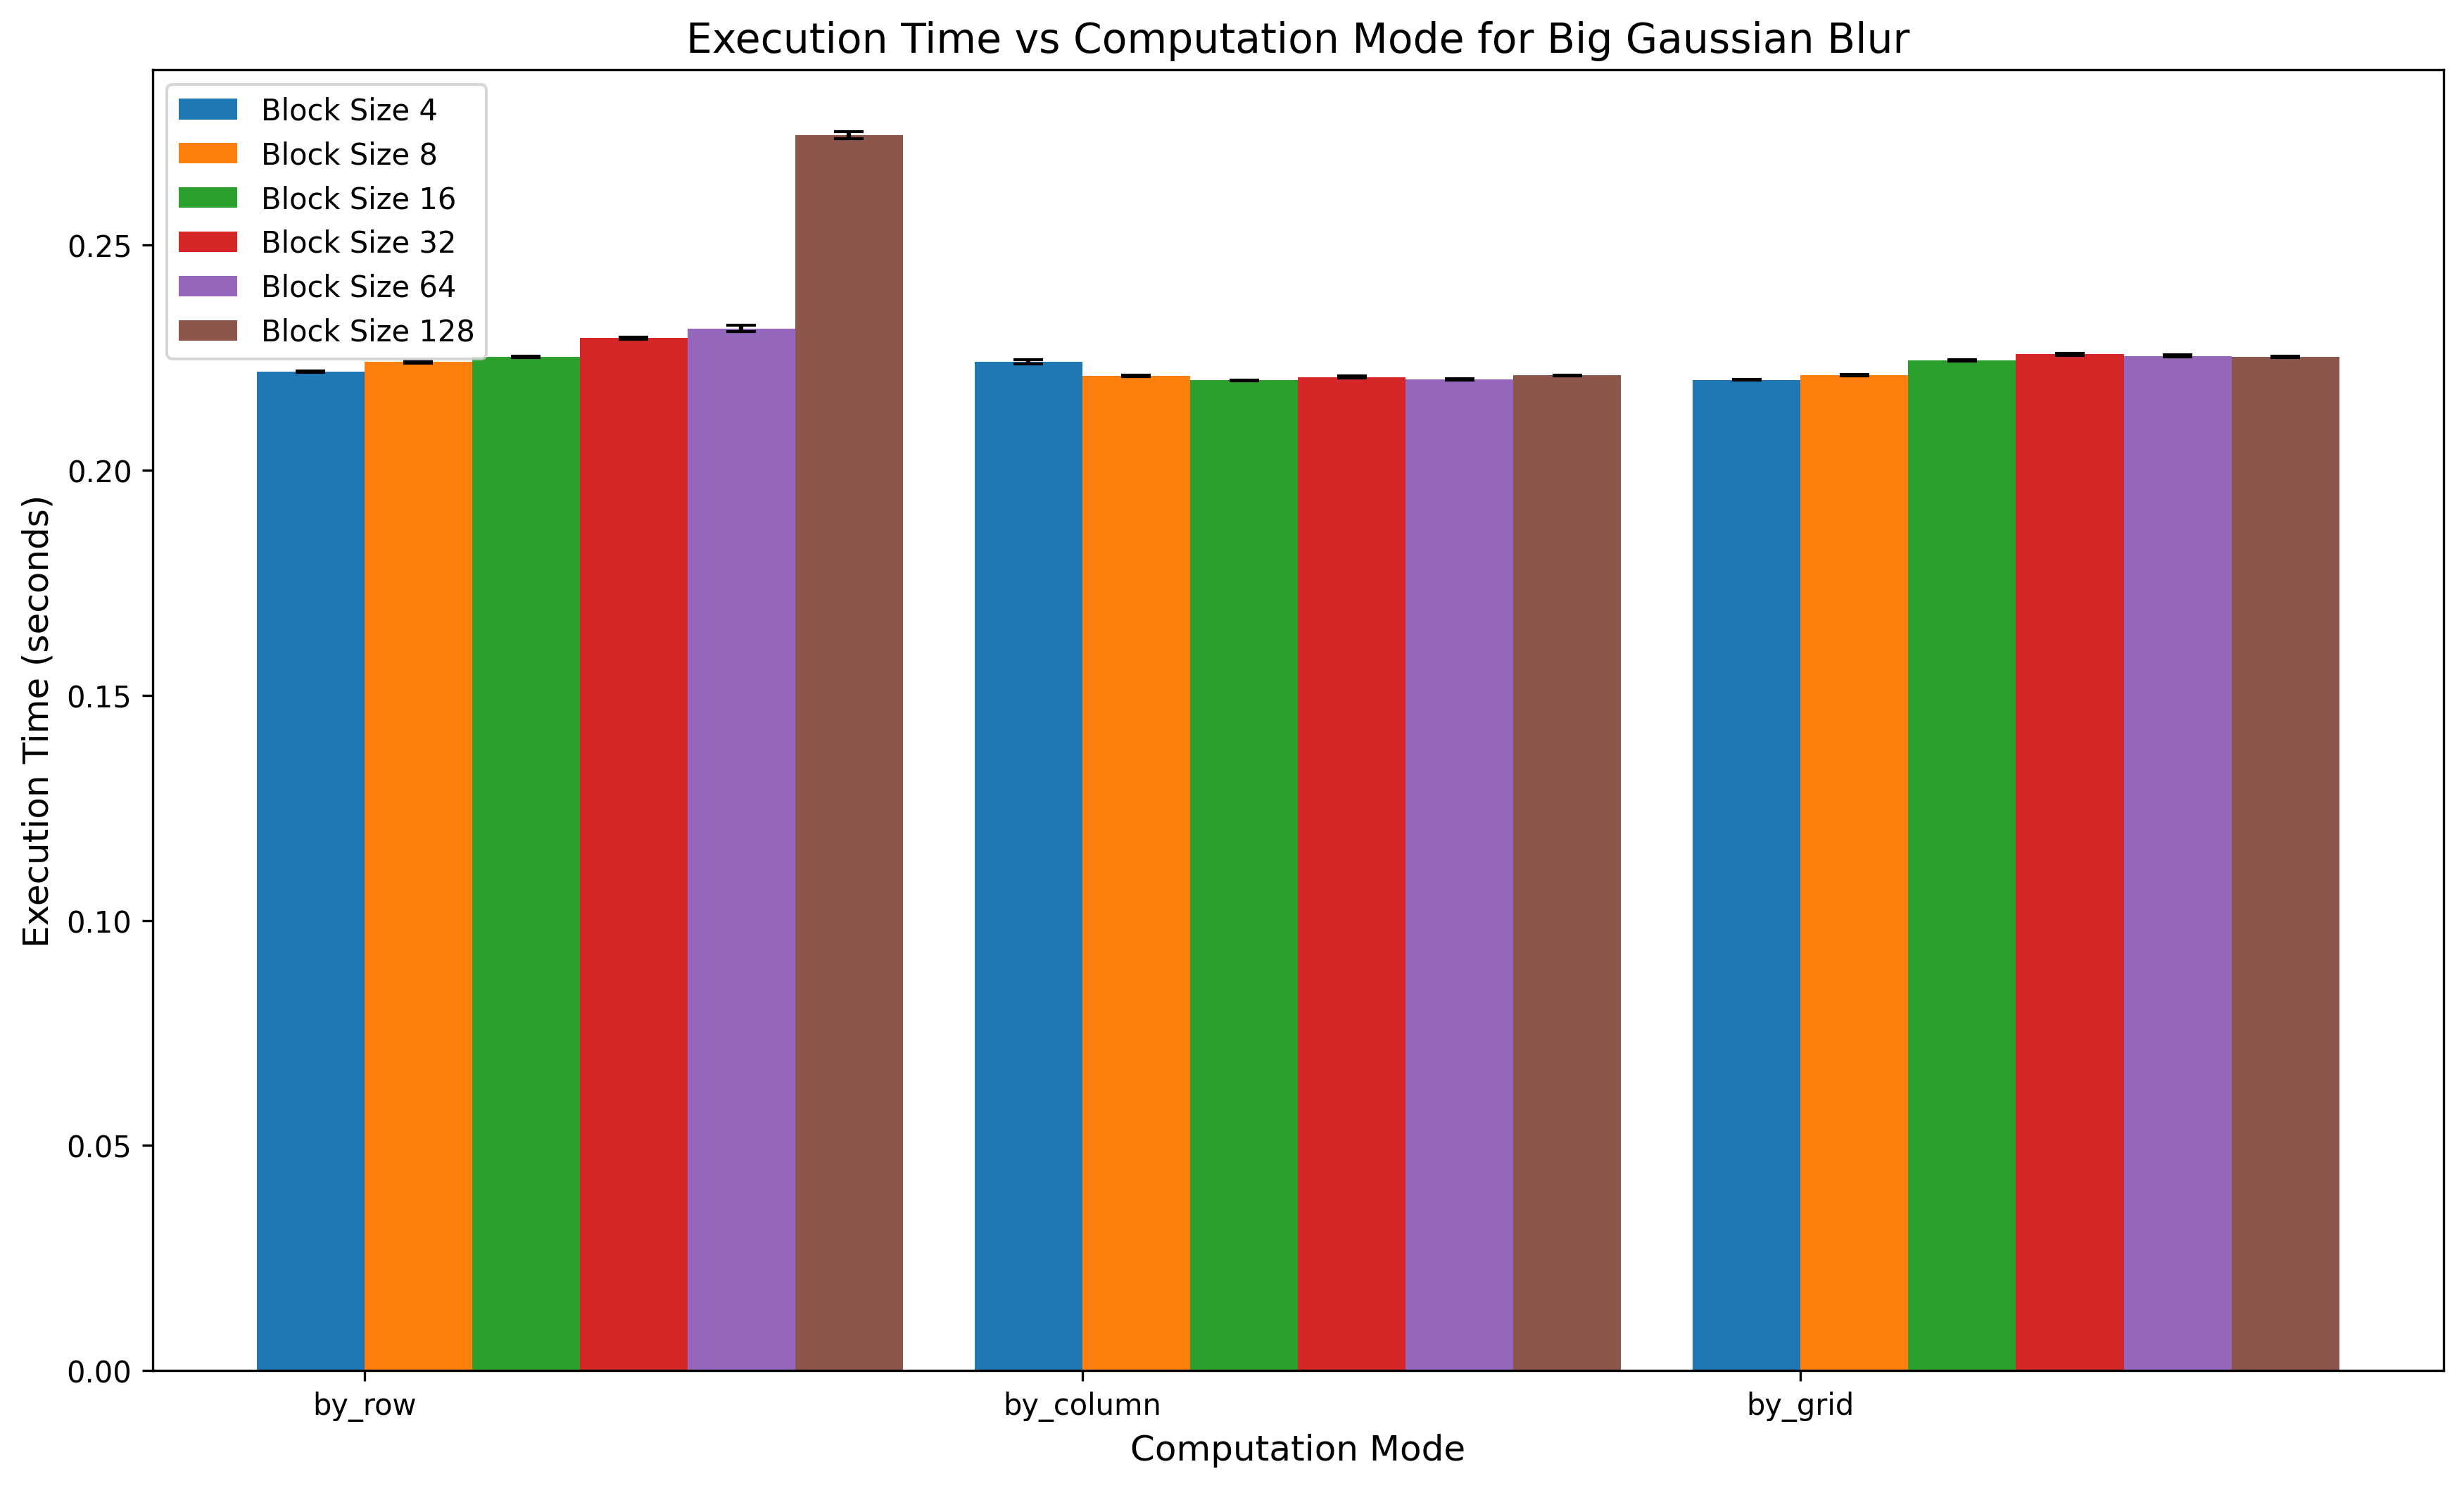 Execution Time vs Computation Mode for Big Gaussian Blur
Block Size 4
Block Size 8
Block Size 16
Block Size 32
Block Size 64
Block Size 128
Execution Time (seconds)
0.25
0.20
0.15
0.10
0.05
0.00
by_row
by_column
by_grid
Computation Mode